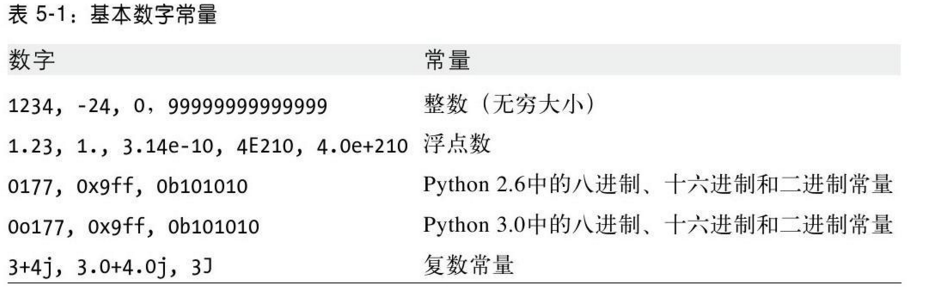 表 5-1：基本数字常量
数字 常量
1234, -24, 0, 99999999999999 整数（无穷大小）
1.23, 1., 3.14e-10, 4E210, 4.0e+210 浮点数
0177, 0x9ff, 0b101010 Python 2.6中的八进制、十六进制和二进制常量
0o177, 0x9ff, 0b101010 Python 3.0中的八进制、十六进制和二进制常量
3+4j, 3.0+4.0j, 3J 复数常量